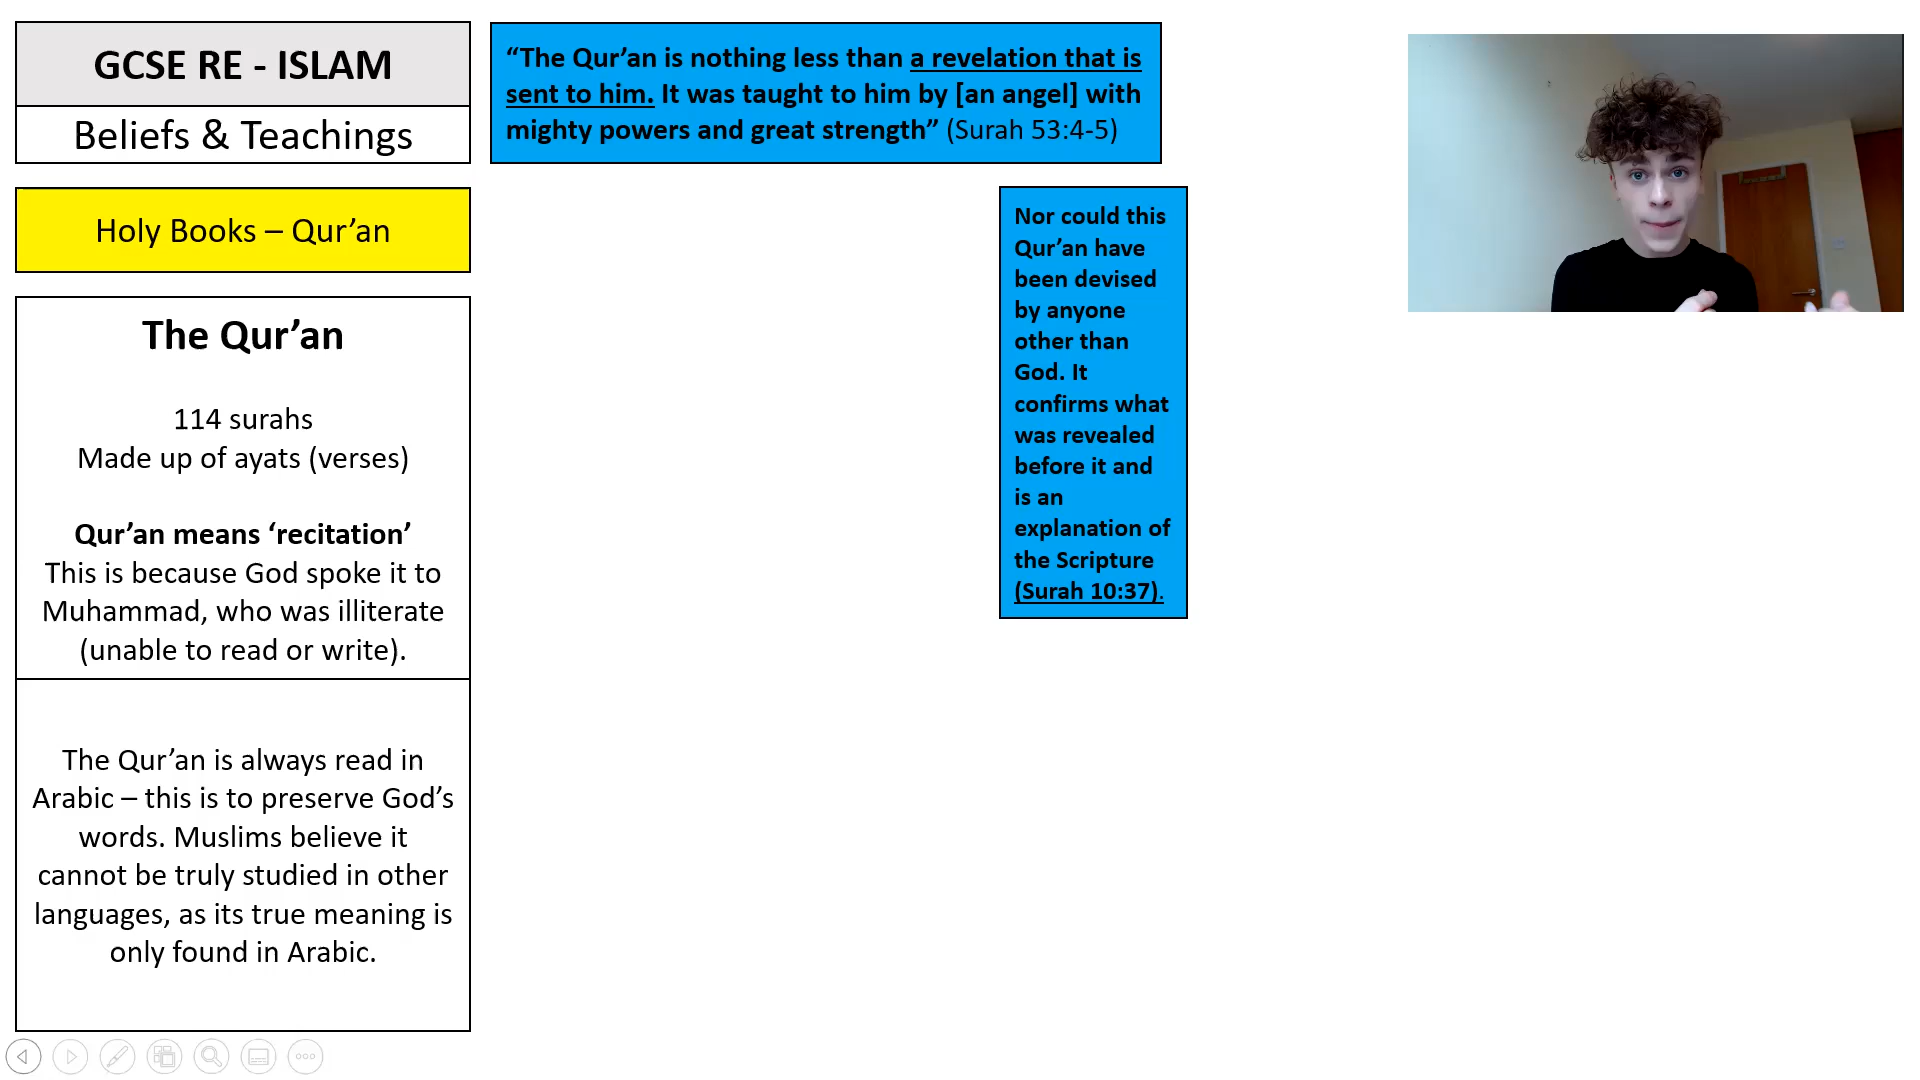 GCSE RE - ISLAM
Beliefs & Teachings
Holy Books – Qur’an
The Qur’an
114 surahs
Made up of ayats (verses)
Qur’an means ‘recitation’
This is because God spoke it to
Muhammad, who was illiterate
(unable to read or write).
The Qur’an is always read in
Arabic – this is to preserve God’s
words. Muslims believe it
cannot be truly studied in other
languages, as its true meaning is
only found in Arabic.
“The Qur’an is nothing less than a revelation that is
sent to him. It was taught to him by [an angel] with
mighty powers and great strength” (Surah 53:4-5)
Nor could this
Qur’an have
been devised
by anyone
other than
God. It
confirms what
was revealed
before it and
is an
explanation of
the Scripture
(Surah 10:37).